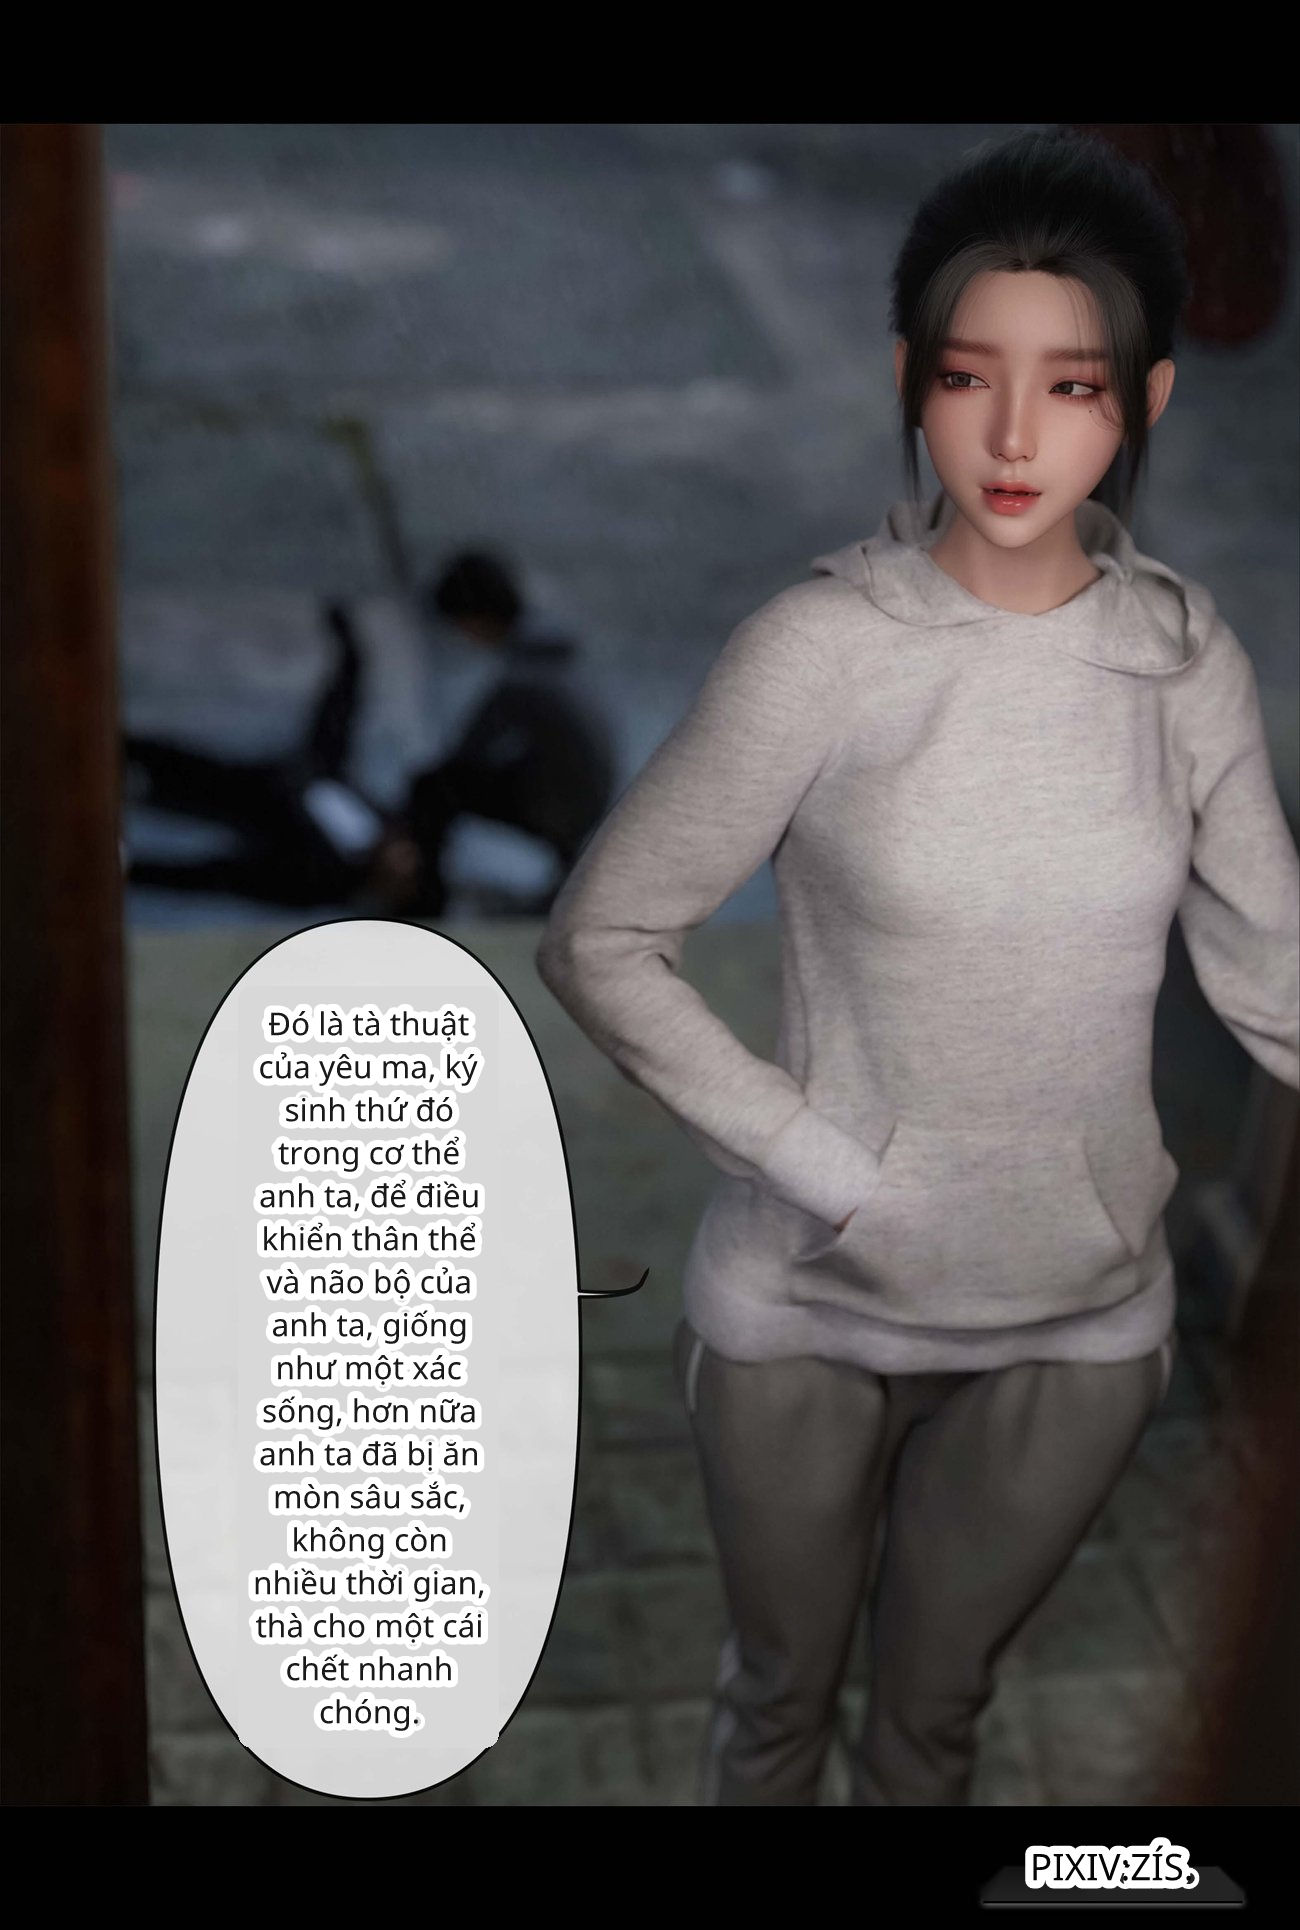 Đó là tà thuật
của yêu ma, ký
sinh thứ đó
trong cơ thể
anh ta, để điều
khiển thân thể
và não bộ của
anh ta, giống
như một xác
sống, hơn nữa
anh ta đã bị ăn
mòn sâu sắc,
không còn
nhiều thời gian,
thà cho một cái
chết nhanh
chóng.
PIXIV:ZÍS,